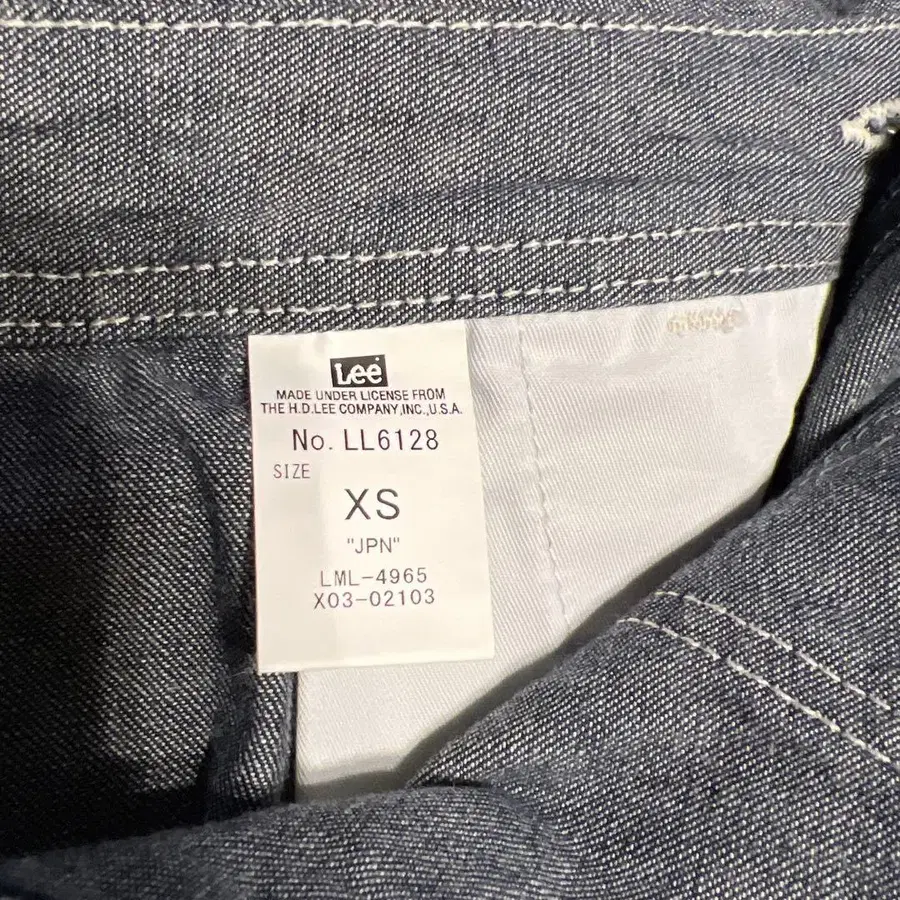 Lee
MADE UNDER LICENSE FROM
THE H.D.LEE COMPANY,INC.,U.S.A.
No. LL6128
SIZE
XS
"JPN"
LML-4965
X03-02103